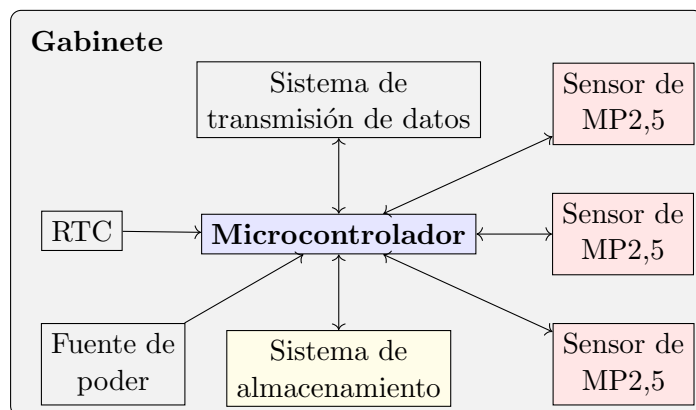 Gabinete
Sistema de
transmisión de datos
Sensor de
MP2,5
RTC
Microcontrolador
Sensor de
MP2,5
Fuente de
poder
Sistema de
almacenamiento
Sensor de
MP2,5